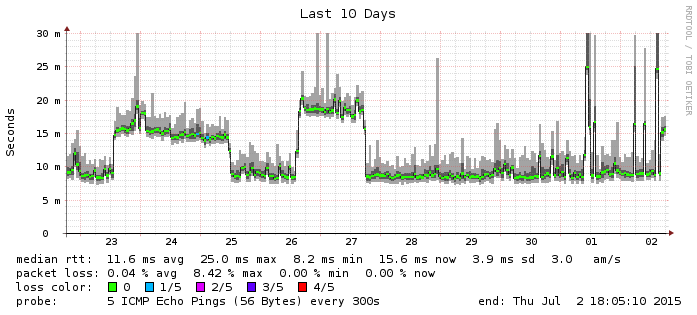 Last 10 Days
RRDTOOL / TOBI OETIKER
Seconds
30 m
25 m
20 m
15 m
10 m
5 m
0
23 24 25 26 27 28 29 30 01 02
median rtt: 11.6 ms avg 25.0 ms max 8.2 ms min 15.6 ms now 3.9 ms sd 3.0 am/s
packet loss: 0.04 % avg 8.42 % max 0.00 % min 0.00 % now
loss color: 0 1/5 2/5 3/5 4/5
probe: 5 ICMP Echo Pings (56 Bytes) every 300s end: Thu Jul 2 18:05:10 2015